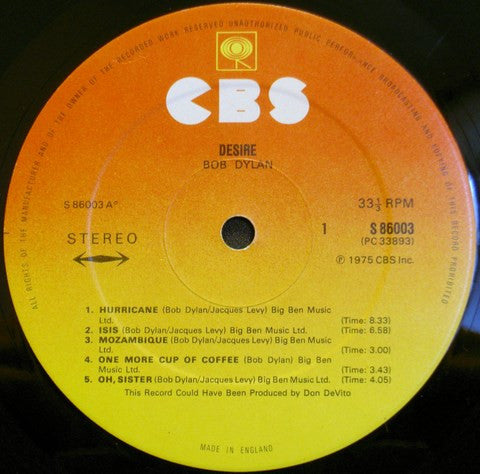 ALL RIGHTS OF THE MANUFACTURER AND OF THE OWNER OF THE RECORDED WORK RESERVED UNAUTHORIZED PUBLIC PERFORMANCE BROADCASTING AND COPYING OF THIS RECORD PROHIBITED
CBS
DESIRE
BOB DYLAN
S 86003 A° 33⅓ RPM
STEREO 1 S 86003
(PC 33893)
℗ 1975 CBS Inc.
1. HURRICANE (Bob Dylan/Jacques Levy) Big Ben Music
Ltd. (Time: 8.33)
2. ISIS (Bob Dylan/Jacques Levy) Big Ben Music Ltd. (Time: 6.58)
3. MOZAMBIQUE (Bob Dylan/Jacques Levy) Big Ben Music
Ltd. (Time: 3.00)
4. ONE MORE CUP OF COFFEE (Bob Dylan) Big Ben
Music Ltd. (Time: 3.43)
5. OH, SISTER (Bob Dylan/Jacques Levy) Big Ben Music Ltd. (Time: 4.05)
This Record Could Have Been Produced by Don DeVito
MADE IN ENGLAND